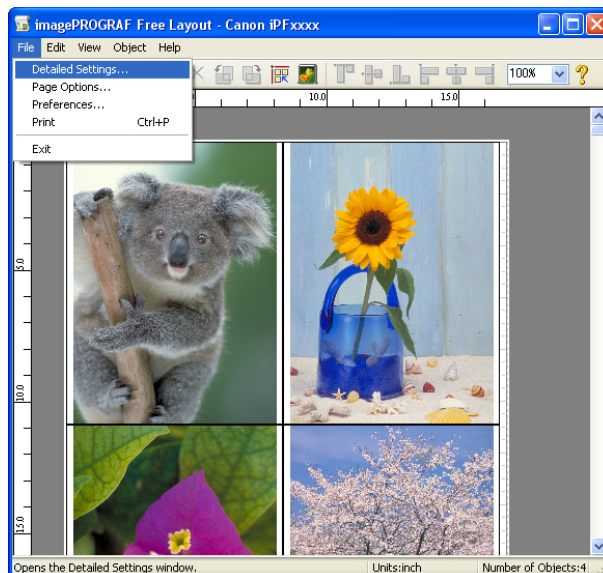 imagePROGRAF Free Layout - Canon iPFxxxx
File Edit View Object Help
Detailed Settings...
Page Options...
Preferences...
Print Ctrl+P
Exit
100%
10.0 15.0
5.0
10.0
15.0
Opens the Detailed Settings window. Units:inch Number of Objects:4